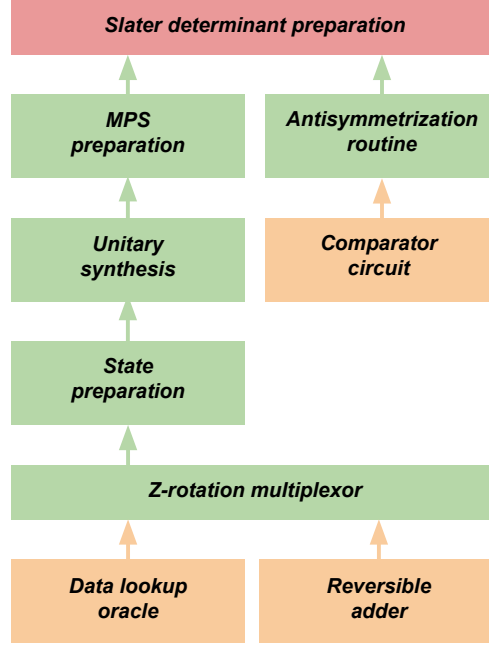 Slater determinant preparation
MPS
preparation
Antisymmetrization
routine
Unitary
synthesis
Comparator
circuit
State
preparation
Z-rotation multiplexor
Data lookup
oracle
Reversible
adder